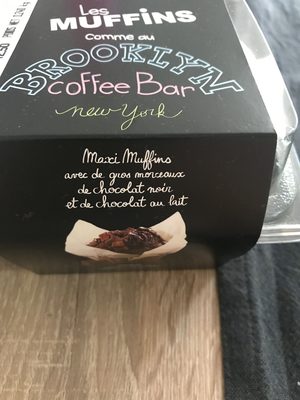 Les
MUFFINS
comme au
BROOKLYN
coffee Bar
new york
Maxi Muffins
avec de gros morceaux
de chocolat noir
et de chocolat au lait